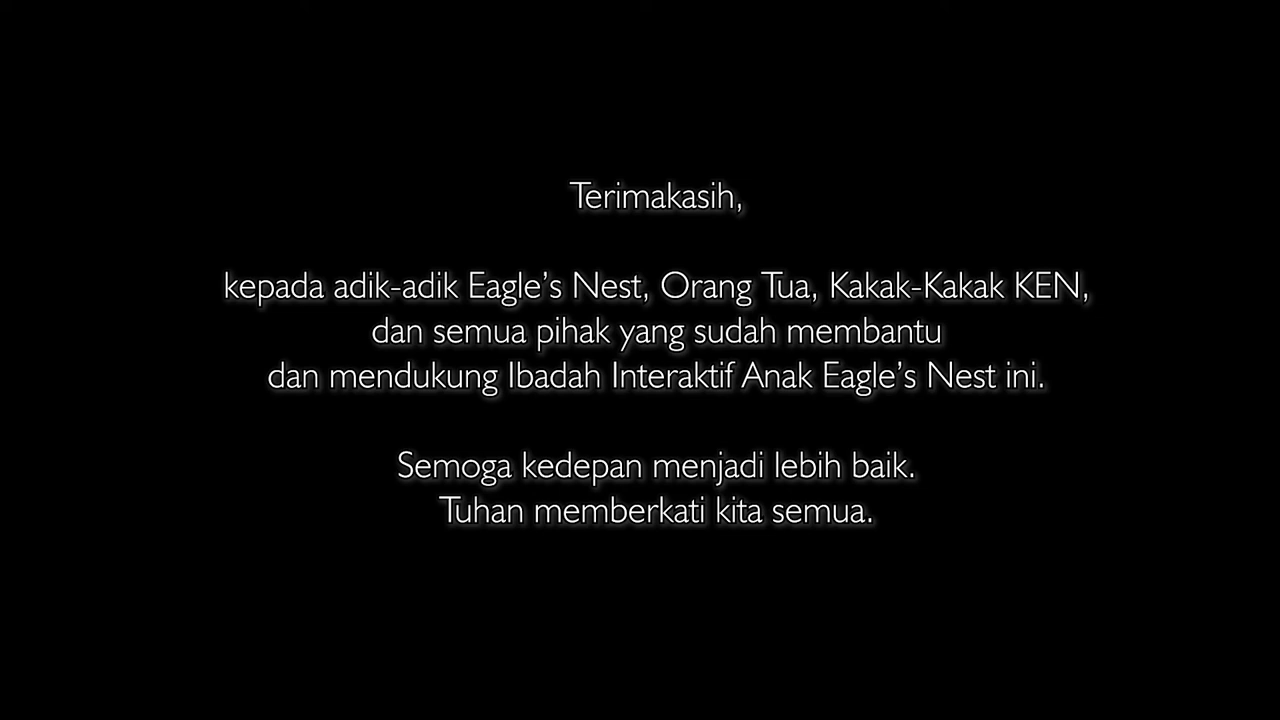 Terimakasih,
kepada adik-adik Eagle’s Nest, Orang Tua, Kakak-Kakak KEN,
dan semua pihak yang sudah membantu
dan mendukung Ibadah Interaktif Anak Eagle’s Nest ini.
Semoga kedepan menjadi lebih baik.
Tuhan memberkati kita semua.